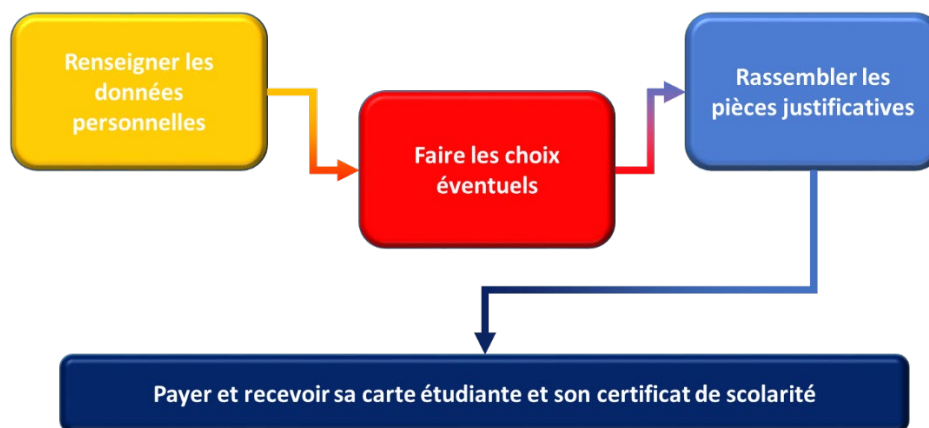 Renseigner les
données
personnelles
Faire les choix
éventuels
Rassembler les
pièces justificatives
Payer et recevoir sa carte étudiante et son certificat de scolarité